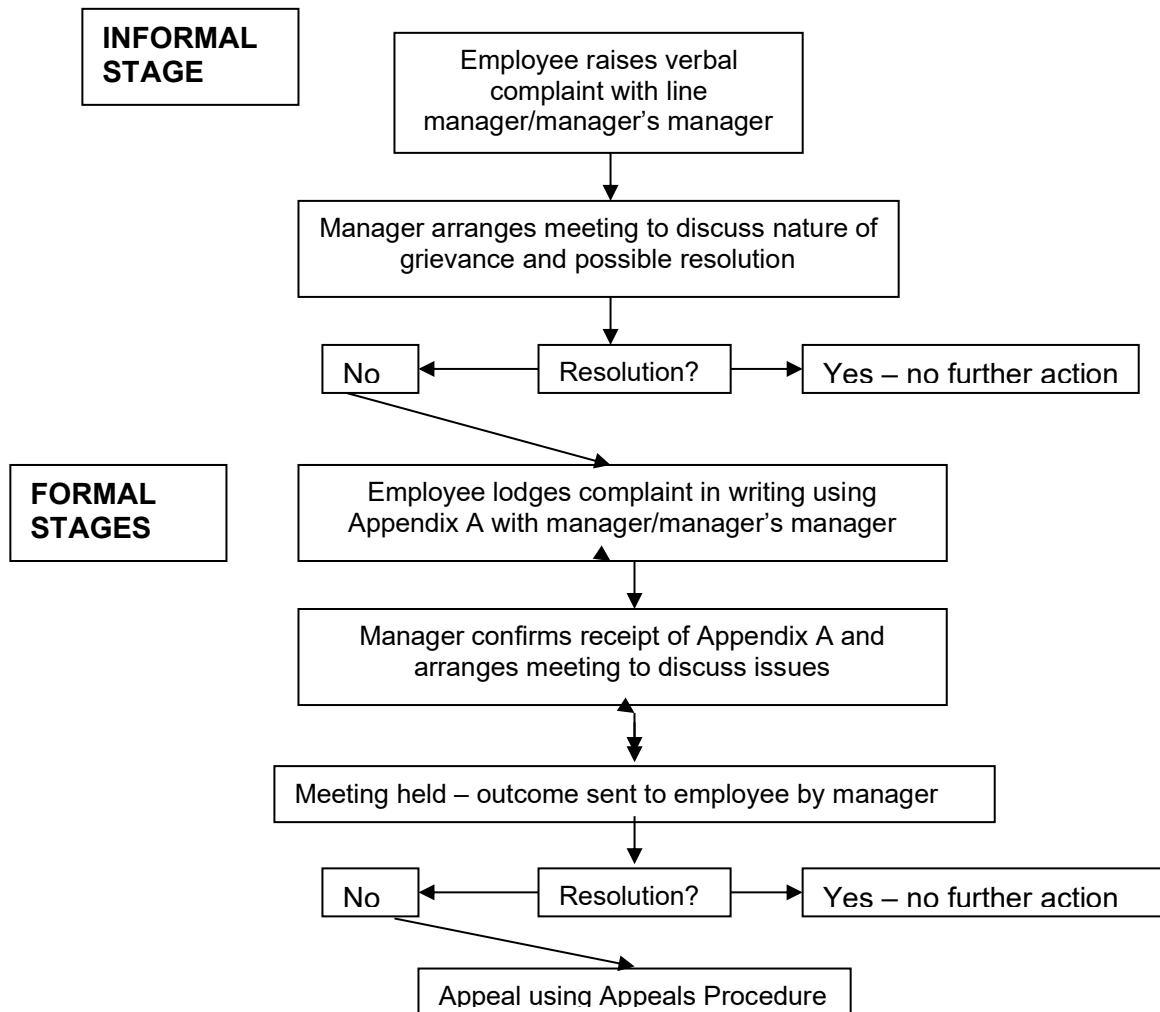 INFORMAL
STAGE
Employee raises verbal
complaint with line
manager/manager’s manager
Manager arranges meeting to discuss nature of
grievance and possible resolution
No
Resolution?
Yes – no further action
FORMAL
STAGES
Employee lodges complaint in writing using
Appendix A with manager/manager’s manager
Manager confirms receipt of Appendix A and
arranges meeting to discuss issues
Meeting held – outcome sent to employee by manager
No
Resolution?
Yes – no further action
Appeal using Appeals Procedure